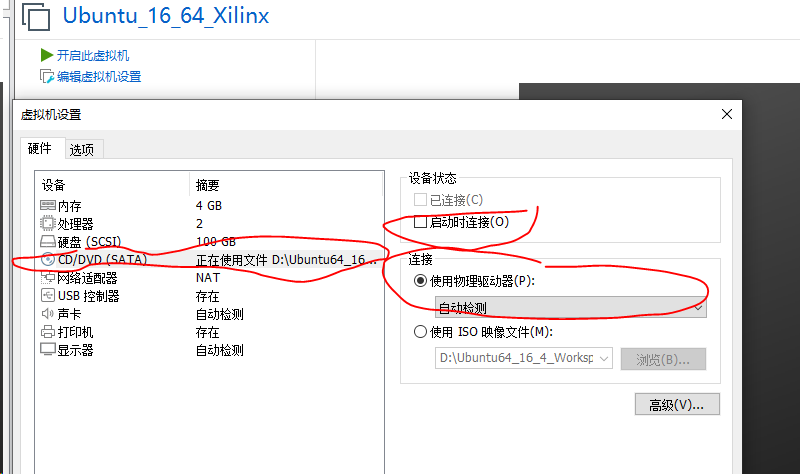 Ubuntu_16_64_Xilinx
开启此虚拟机
编辑虚拟机设置
虚拟机设置
硬件 选项
设备 摘要
内存 4 GB
处理器 2
硬盘 (SCSI) 100 GB
CD/DVD (SATA) 正在使用文件 D:\Ubuntu64_16...
网络适配器 NAT
USB 控制器 存在
声卡 自动检测
打印机 存在
显示器 自动检测
设备状态
已连接(C)
启动时连接(O)
连接
使用物理驱动器(P):
自动检测
使用 ISO 映像文件(M):
D:\Ubuntu64_16_4_Worksp 浏览(B)...
高级(V)...